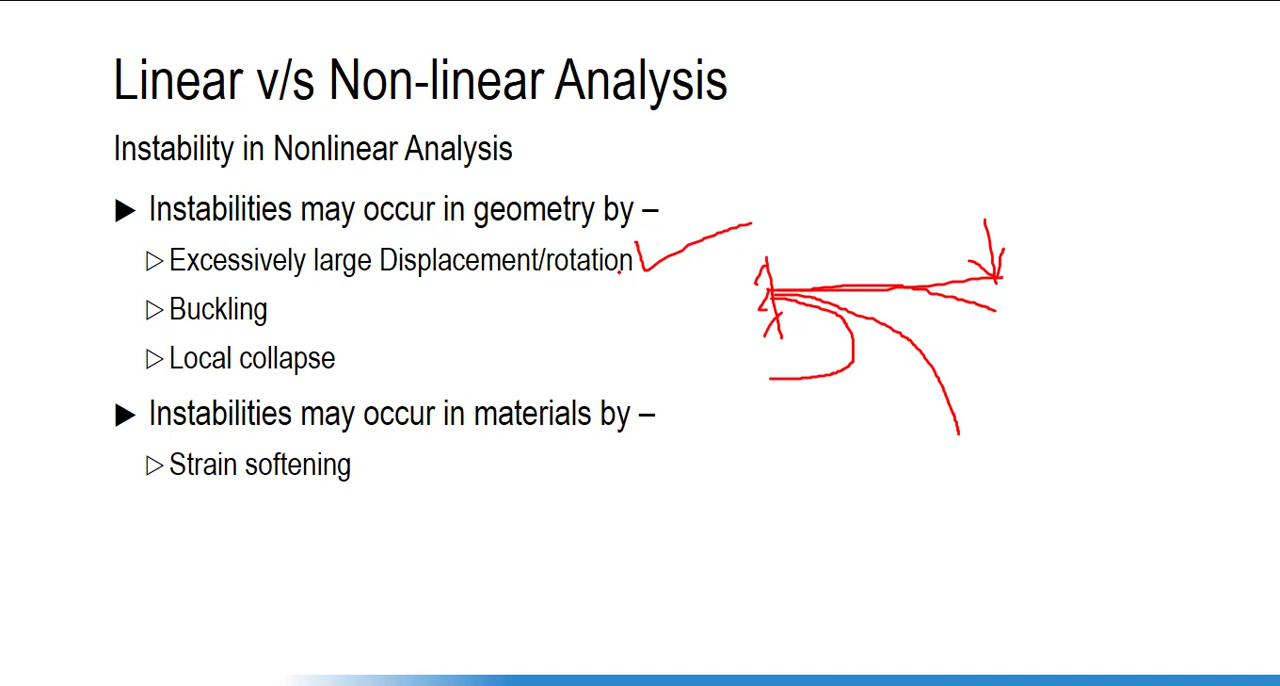 Linear v/s Non-linear Analysis
Instability in Nonlinear Analysis
Instabilities may occur in geometry by –
Excessively large Displacement/rotation
Buckling
Local collapse
Instabilities may occur in materials by –
Strain softening